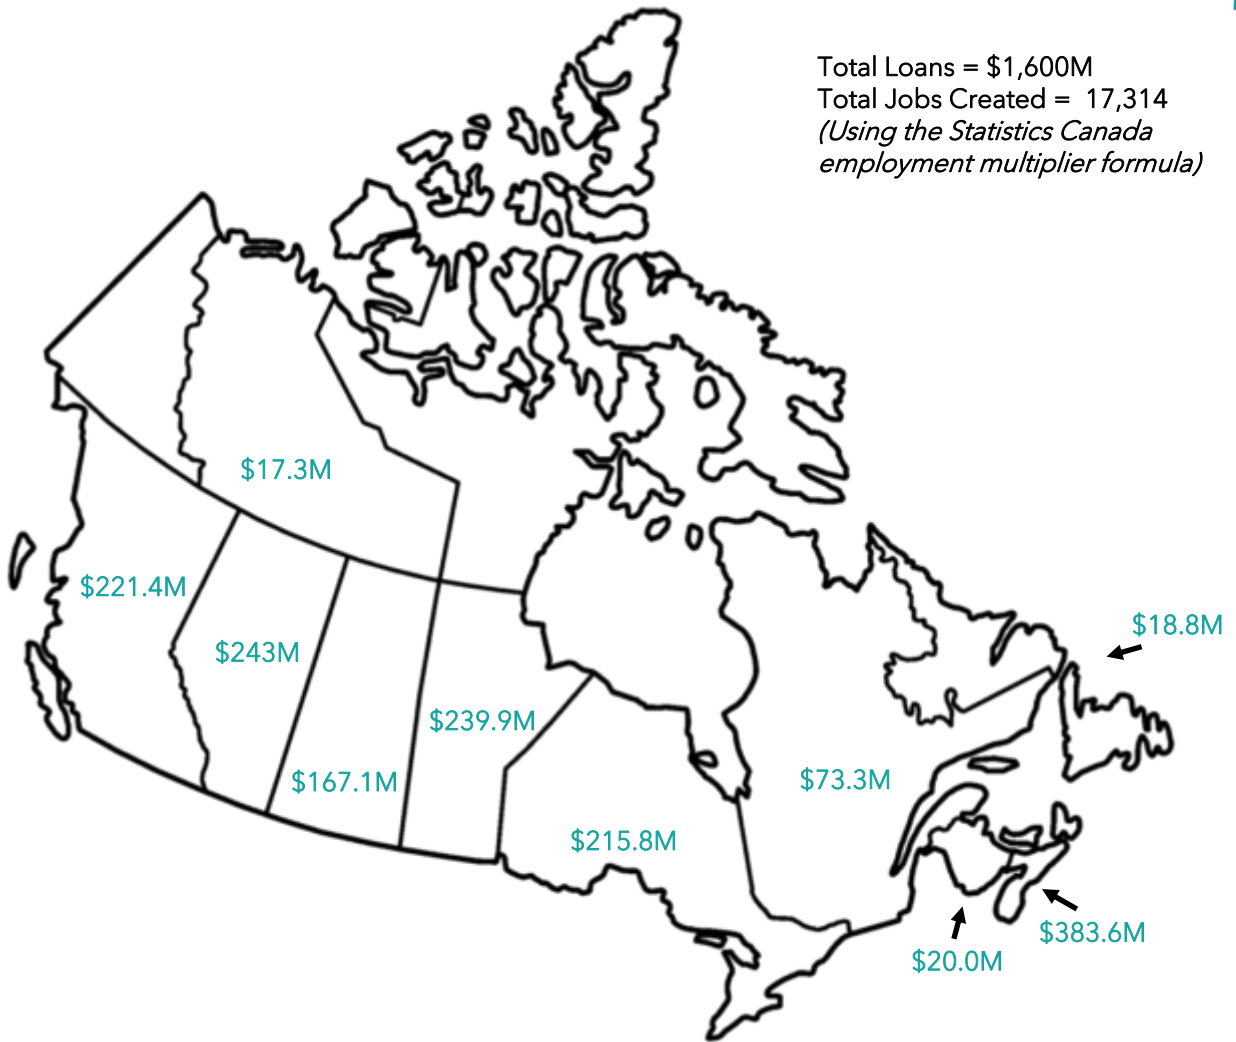 Total Loans = $1,600M
Total Jobs Created = 17,314
(Using the Statistics Canada
employment multiplier formula)
$17.3M
$221.4M
$18.8M
$243M
$239.9M
$167.1M
$73.3M
$215.8M
$383.6M
$20.0M